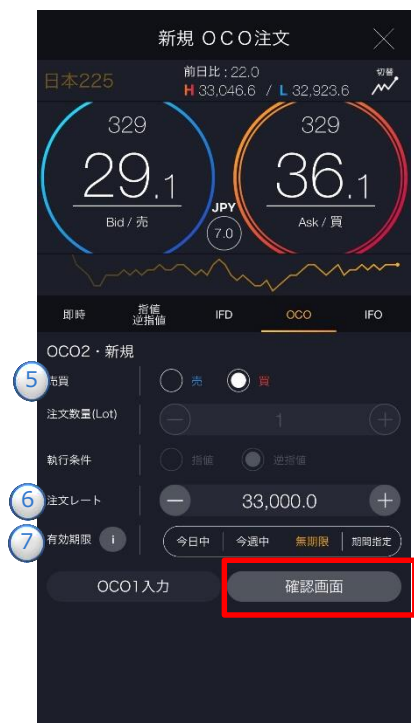 新規 OCO注文
日本225
前日比 : 22.0
H 33,046.6 / L 32,923.6
切替
329
29.1
Bid / 売
JPY
7.0
329
36.1
Ask / 買
即時
指値
逆指値
IFD
OCO
IFO
OCO2・新規
5
売買
売
買
注文数量(Lot)
1
執行条件
指値
逆指値
6
注文レート
33,000.0
7
有効期限
i
今日中
今週中
無期限
期間指定
OCO1入力
確認画面